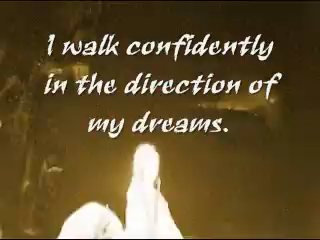 I walk confidently
in the direction of
my dreams.